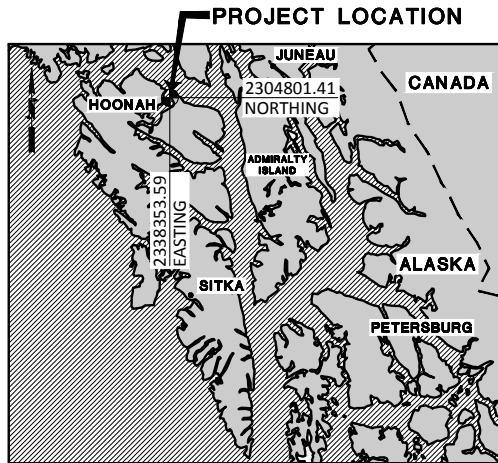 PROJECT LOCATION
JUNEAU
CANADA
HOONAH
2304801.41
NORTHING
ADMIRALTY
ISLAND
2338353.59
EASTING
SITKA
ALASKA
PETERSBURG